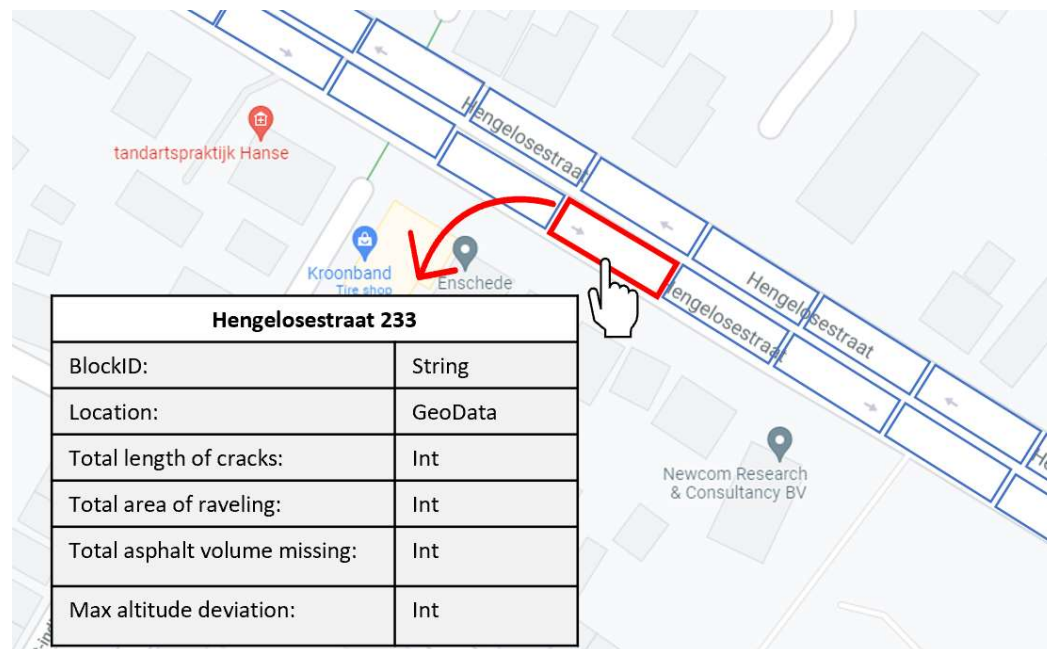 Hengelosestraat
tandartspraktijk Hanse
Kroonband
Tire shop
Enschede
Hengelosestraat
Hengelosestraat
Newcom Research
& Consultancy BV
Hengelosestraat 233
BlockID: String
Location: GeoData
Total length of cracks: Int
Total area of raveling: Int
Total asphalt volume missing: Int
Max altitude deviation: Int